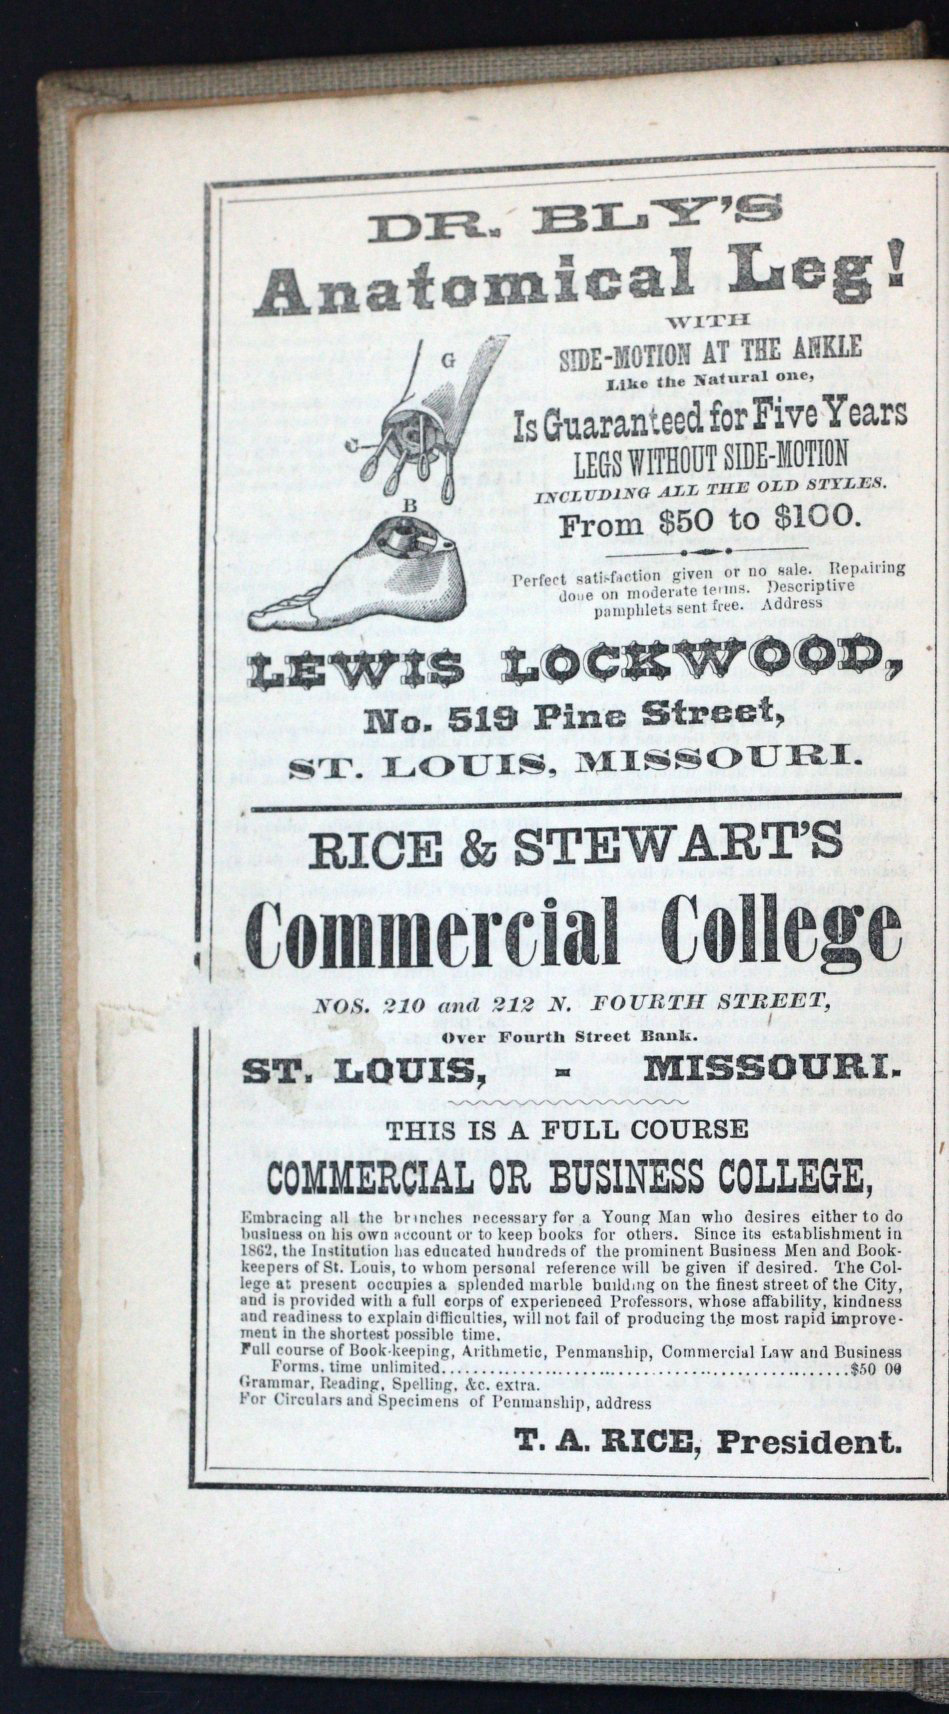 DR. BLY'S
Anatomical Leg!
WITH
SIDE-MOTION AT THE ANKLE
Like the Natural one,
Is Guaranteed for Five Years
LEGS WITHOUT SIDE-MOTION
INCLUDING ALL THE OLD STYLES.
From $50 to $100.
G
B
Perfect satisfaction given or no sale. Repairing
done on moderate terms. Descriptive
pamphlets sent free. Address
LEWIS LOCKWOOD,
No. 519 Pine Street,
ST. LOUIS, MISSOURI.
RICE & STEWART'S
Commercial College
NOS. 210 and 212 N. FOURTH STREET,
Over Fourth Street Bank.
ST. LOUIS, - MISSOURI.
THIS IS A FULL COURSE
COMMERCIAL OR BUSINESS COLLEGE,
Embracing all the branches necessary for a Young Man who desires either to do
business on his own account or to keep books for others. Since its establishment in
1862, the Institution has educated hundreds of the prominent Business Men and Book-
keepers of St. Louis, to whom personal reference will be given if desired. The Col-
lege at present occupies a splended marble building on the finest street of the City,
and is provided with a full corps of experienced Professors, whose affability, kindness
and readiness to explain difficulties, will not fail of producing the most rapid improve-
ment in the shortest possible time.
Full course of Book-keeping, Arithmetic, Penmanship, Commercial Law and Business
Forms, time unlimited..........................................................$50 00
Grammar, Reading, Spelling, &c. extra.
For Circulars and Specimens of Penmanship, address
T. A. RICE, President.